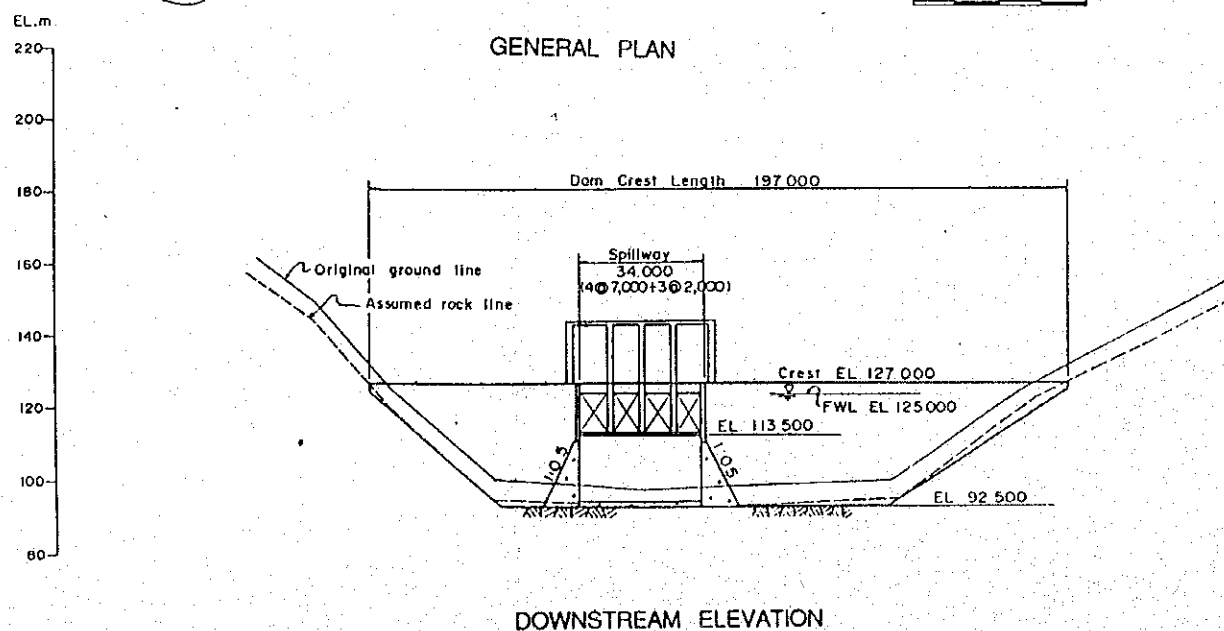 EL.m
GENERAL PLAN
220
200
180
160
140
120
100
80
Dam Crest Length 197.000
Spillway
34.000
(4@7,000+3@2,000)
Original ground line
Assumed rock line
Crest EL 127.000
FWL EL 125000
EL 113.500
1:0.5
1:0.5
EL 92.500
DOWNSTREAM ELEVATION